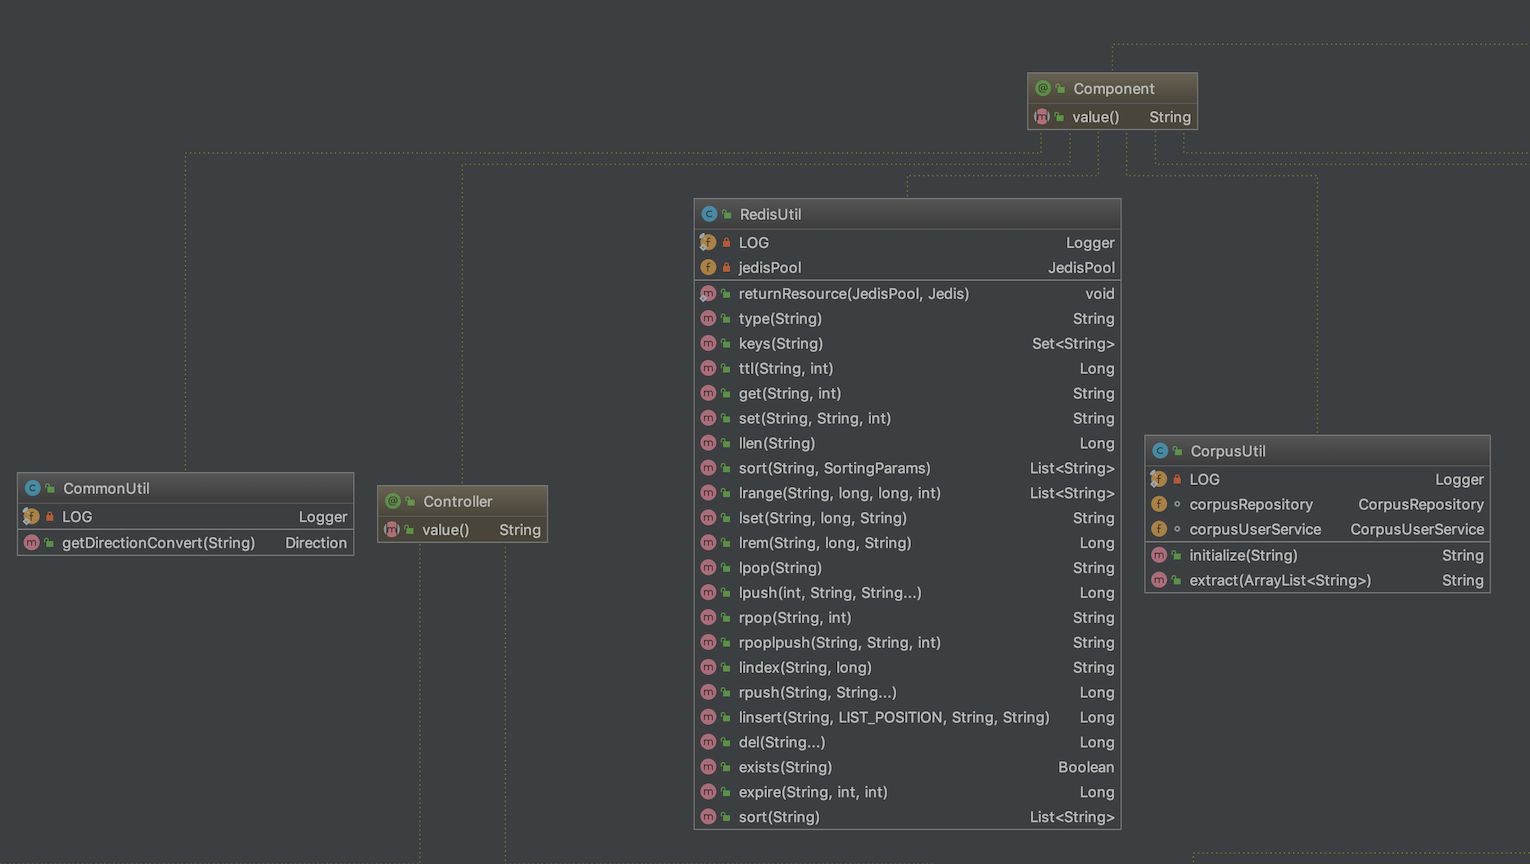 Component
value() String
RedisUtil
LOG Logger
jedisPool JedisPool
returnResource(JedisPool, Jedis) void
type(String) String
keys(String) Set<String>
ttl(String, int) Long
get(String, int) String
set(String, String, int) String
llen(String) Long
sort(String, SortingParams) List<String>
lrange(String, long, long, int) List<String>
lset(String, long, String) String
lrem(String, long, String) Long
lpop(String) String
lpush(int, String, String...) Long
rpop(String, int) String
rpoplpush(String, String, int) String
lindex(String, long) String
rpush(String, String...) Long
linsert(String, LIST_POSITION, String, String) Long
del(String...) Long
exists(String) Boolean
expire(String, int, int) Long
sort(String) List<String>
CorpusUtil
LOG Logger
corpusRepository CorpusRepository
corpusUserService CorpusUserService
initialize(String) String
extract(ArrayList<String>) String
CommonUtil
LOG Logger
getDirectionConvert(String) Direction
Controller
value() String